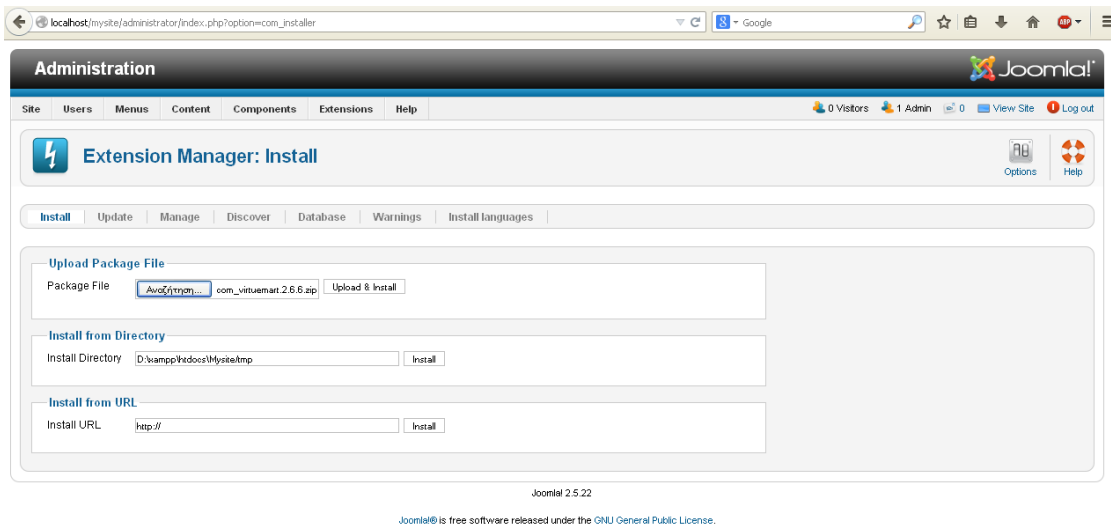 localhost/mysite/administrator/index.php?option=com_installer
Google
ABP
Administration
Joomla!
Site Users Menus Content Components Extensions Help
0 Visitors 1 Admin 0 View Site Log out
Extension Manager: Install
Options Help
Install Update Manage Discover Database Warnings Install languages
Upload Package File
Package File Αναζήτηση... com_virtuemart.2.6.6.zip Upload & Install
Install from Directory
Install Directory D:\xampp\htdocs\Mysite/tmp Install
Install from URL
Install URL http:// Install
Joomla! 2.5.22
Joomla!® is free software released under the GNU General Public License.